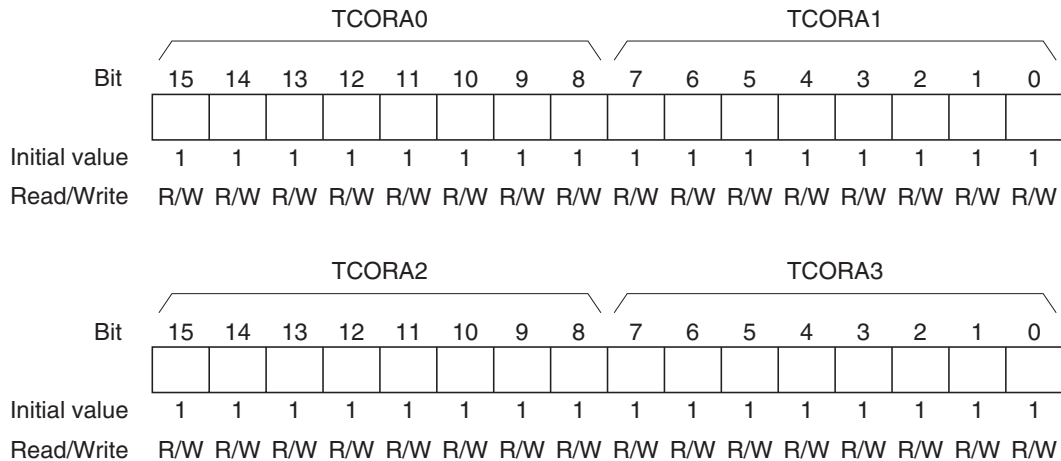 TCORA0 TCORA1
Bit 15 14 13 12 11 10 9 8 7 6 5 4 3 2 1 0
Initial value 1 1 1 1 1 1 1 1 1 1 1 1 1 1 1 1
Read/Write R/W R/W R/W R/W R/W R/W R/W R/W R/W R/W R/W R/W R/W R/W R/W R/W
TCORA2 TCORA3
Bit 15 14 13 12 11 10 9 8 7 6 5 4 3 2 1 0
Initial value 1 1 1 1 1 1 1 1 1 1 1 1 1 1 1 1
Read/Write R/W R/W R/W R/W R/W R/W R/W R/W R/W R/W R/W R/W R/W R/W R/W R/W